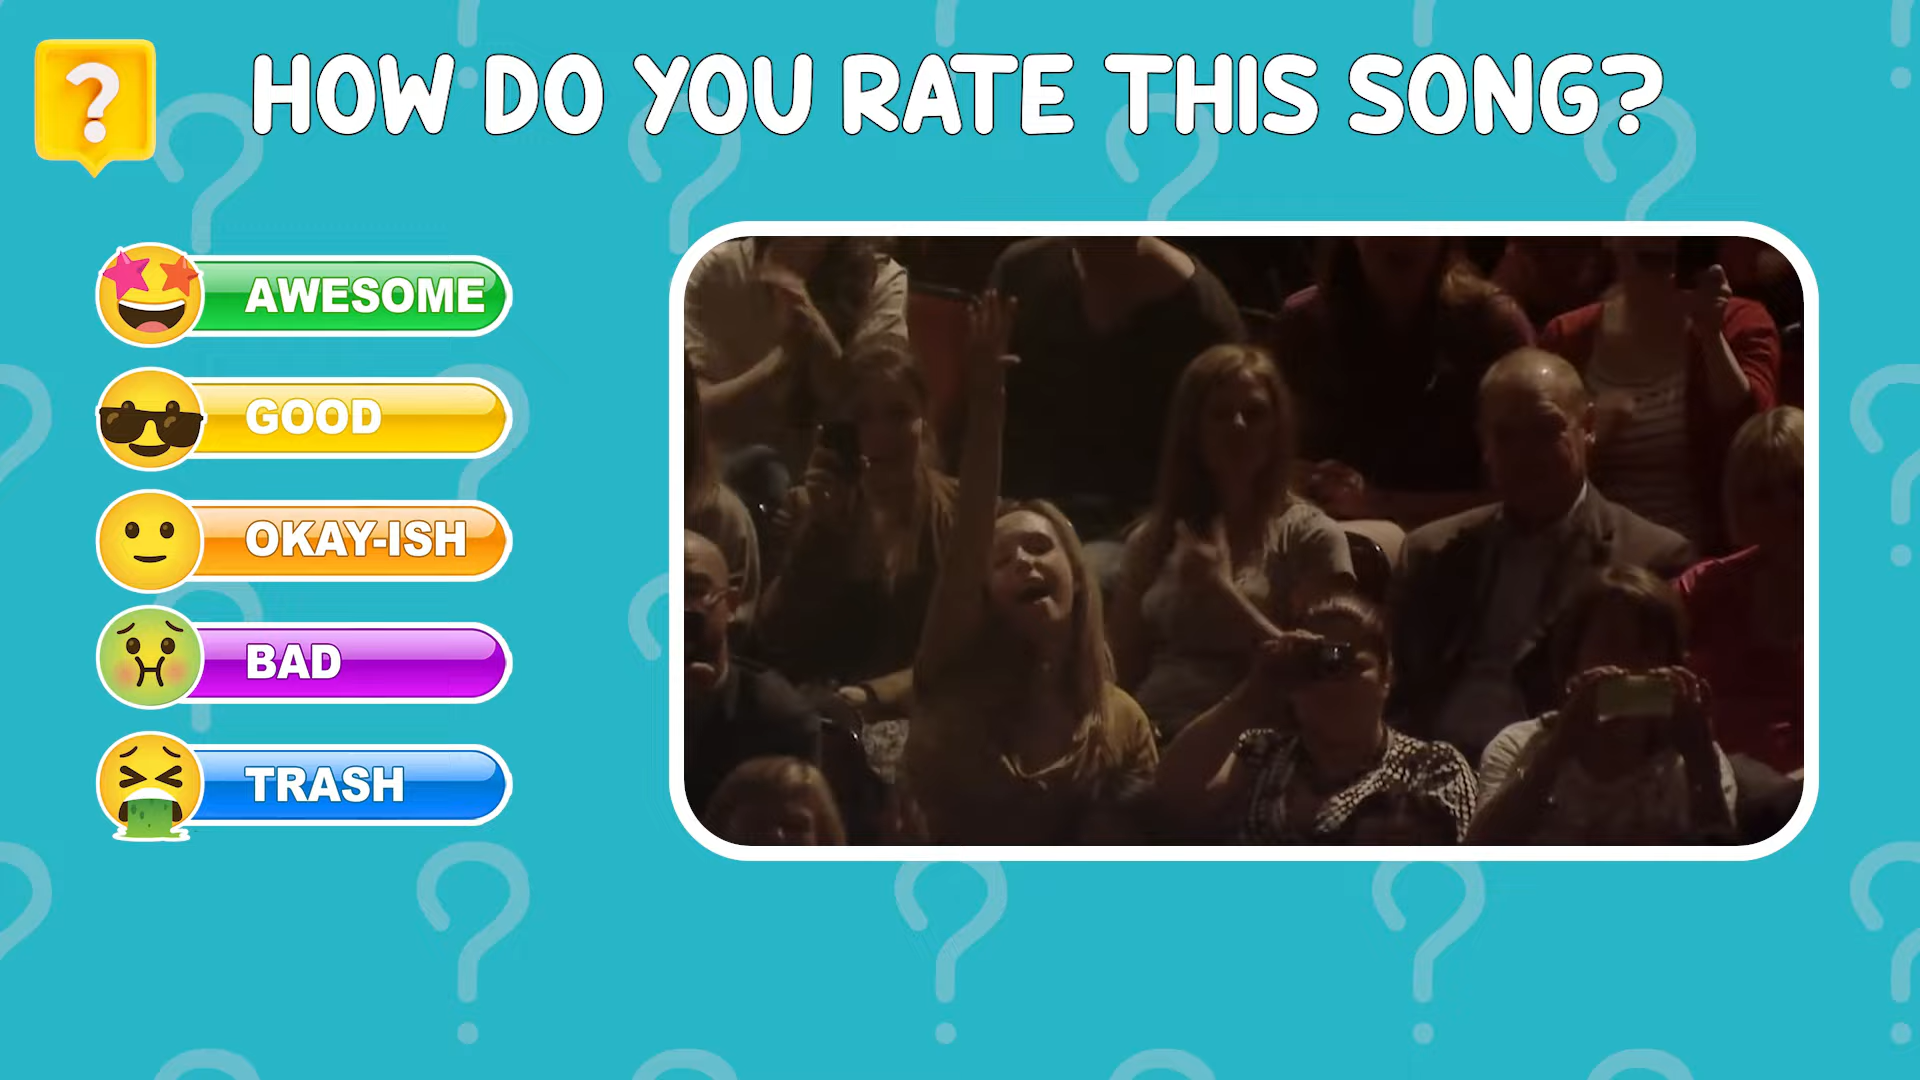 ?
HOW DO YOU RATE THIS SONG?
AWESOME
GOOD
OKAY-ISH
BAD
TRASH